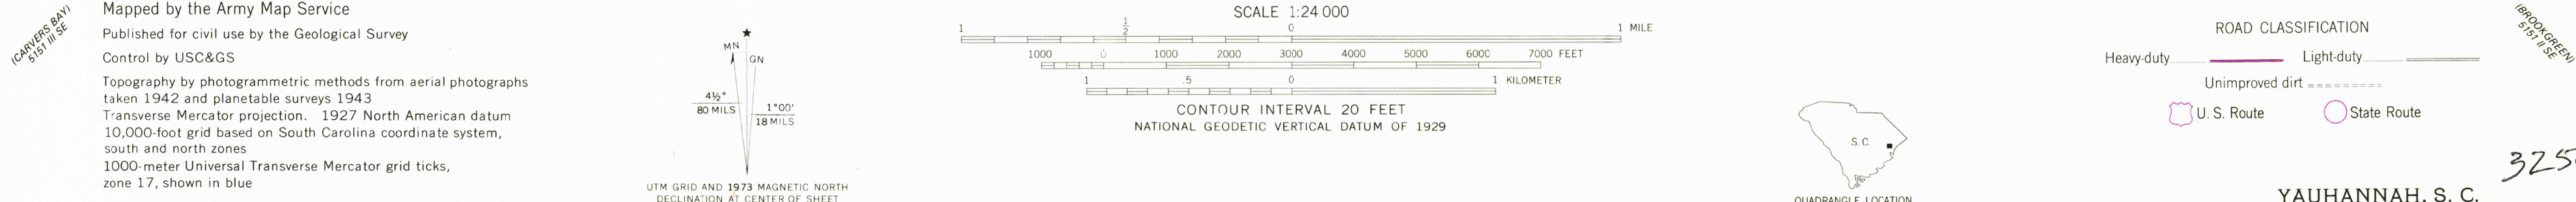 (CARVERS BAY)
5151 III SE
Mapped by the Army Map Service
Published for civil use by the Geological Survey
Control by USC&GS
Topography by photogrammetric methods from aerial photographs
taken 1942 and planetable surveys 1943
Transverse Mercator projection. 1927 North American datum
10,000-foot grid based on South Carolina coordinate system,
south and north zones
1000-meter Universal Transverse Mercator grid ticks,
zone 17, shown in blue
★
MN
GN
4½°
80 MILS
1°00'
18 MILS
UTM GRID AND 1973 MAGNETIC NORTH
DECLINATION AT CENTER OF SHEET
SCALE 1:24 000
1 ½ 0 1 MILE
1000 0 1000 2000 3000 4000 5000 6000 7000 FEET
1 .5 0 1 KILOMETER
CONTOUR INTERVAL 20 FEET
NATIONAL GEODETIC VERTICAL DATUM OF 1929
S. C.
QUADRANGLE LOCATION
ROAD CLASSIFICATION
Heavy-duty Light-duty
Unimproved dirt
U. S. Route State Route
(BROOKGREEN)
5151 II SE
YAUHANNAH, S. C.